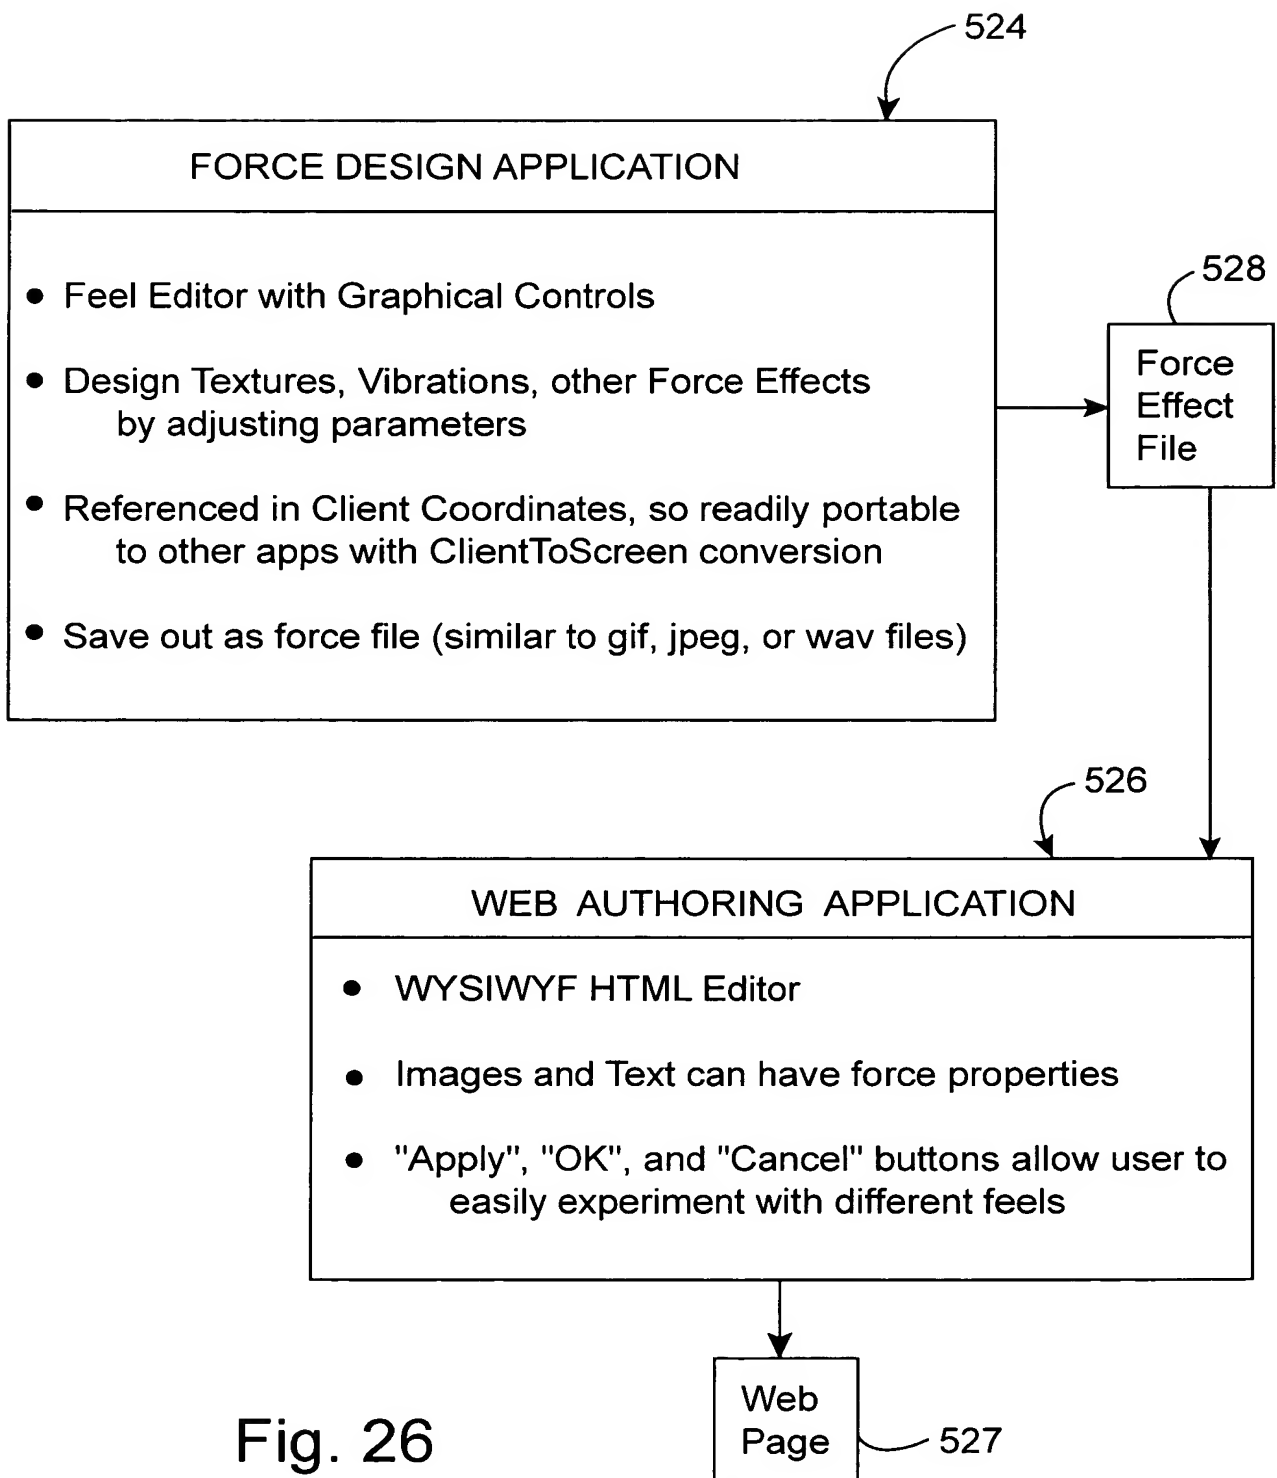 524
FORCE DESIGN APPLICATION
● Feel Editor with Graphical Controls
● Design Textures, Vibrations, other Force Effects
by adjusting parameters
● Referenced in Client Coordinates, so readily portable
to other apps with ClientToScreen conversion
● Save out as force file (similar to gif, jpeg, or wav files)
528
Force
Effect
File
526
WEB AUTHORING APPLICATION
● WYSIWYF HTML Editor
● Images and Text can have force properties
● "Apply", "OK", and "Cancel" buttons allow user to
easily experiment with different feels
Web
Page
527
Fig. 26